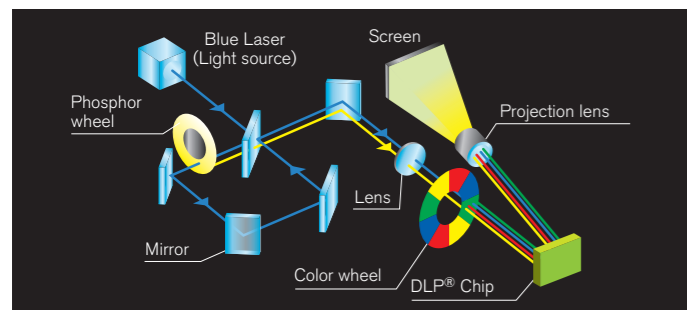 Blue Laser
(Light source)
Screen
Phosphor
wheel
Projection lens
Lens
Mirror
Color wheel
DLP® Chip